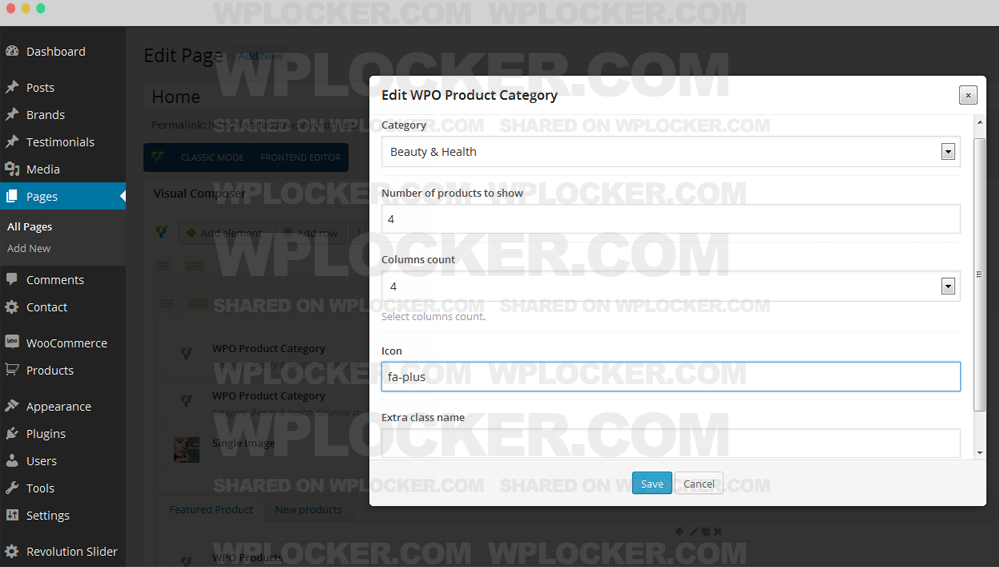 WPLOCKER.COM WPLOCKER.COM
Dashboard
Posts
Brands
Testimonials
Media
Pages
All Pages
Add New
Comments
Contact
WooCommerce
Products
Appearance
Plugins
Users
Tools
Settings
Revolution Slider
Edit Page Add New
WPLOCKER.COM
Home
Permalink:
SHARED ON WPLOCKER.COM
CLASSIC MODE FRONTEND EDITOR
Visual Composer
WPLOCKER.COM WPLOCKER.COM
Add element Add row
WPLOCKER.COM
SHARED ON WPLOCKER.COM SHARED ON WPLOCKER.COM
WPO Product Category
WPLOCKER.COM WPLOCKER.COM
WPO Product Category
WPLOCKER.COM
Single Image
SHARED ON WPLOCKER.COM SHARED ON WPLOCKER.COM
Featured Product New products
WPO Products
WPLOCKER.COM WPLOCKER.COM
Edit WPO Product Category
×
Category
Beauty & Health
Number of products to show
4
Columns count
4
Select columns count.
Icon
fa-plus
Extra class name
Save Cancel